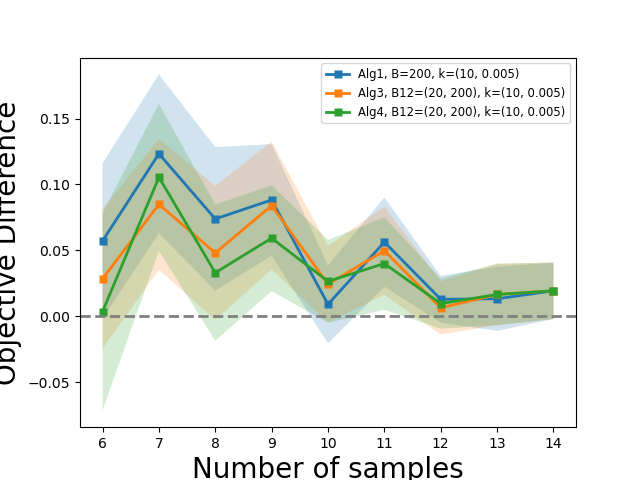 Alg1, B=200, k=(10, 0.005)
Alg3, B12=(20, 200), k=(10, 0.005)
Alg4, B12=(20, 200), k=(10, 0.005)
Objective Difference
0.15
0.10
0.05
0.00
−0.05
6 7 8 9 10 11 12 13 14
Number of samples